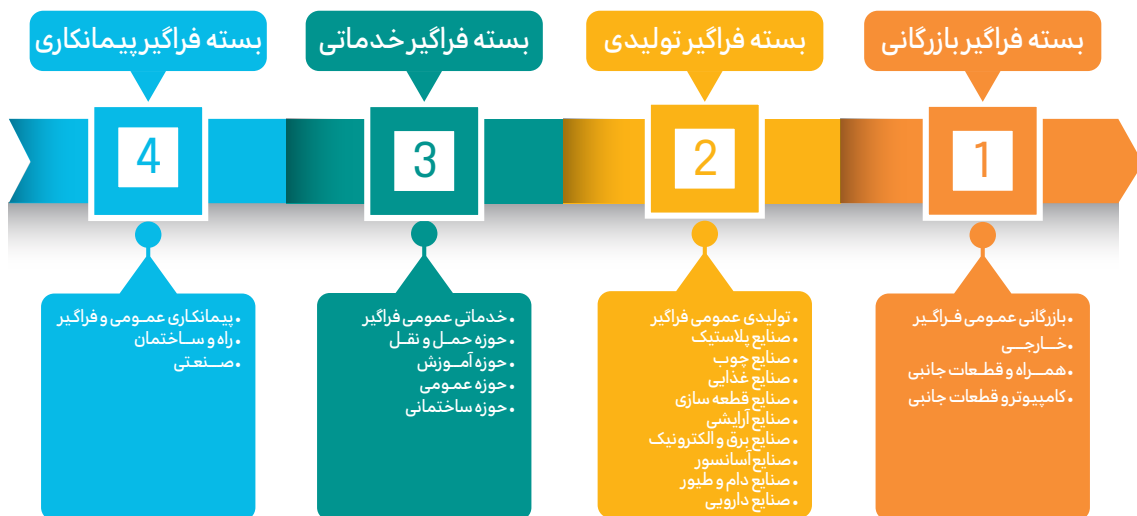 بسته فراگیر بازرگانی
بسته فراگیر تولیدی
بسته فراگیر خدماتی
بسته فراگیر پیمانکاری
1
2
3
4
• بازرگانی عمومی فراگیر
• خارجی
• همراه و قطعات جانبی
• کامپیوتر و قطعات جانبی
• تولیدی عمومی فراگیر
• صنایع پلاستیک
• صنایع چوب
• صنایع غذایی
• صنایع قطعه سازی
• صنایع آرایشی
• صنایع برق و الکترونیک
• صنایع آسانسور
• صنایع دام و طیور
• صنایع دارویی
• خدماتی عمومی فراگیر
• حوزه حمل و نقل
• حوزه آموزش
• حوزه عمومی
• حوزه ساختمانی
• پیمانکاری عمومی و فراگیر
• راه و ساختمان
• صنعتی